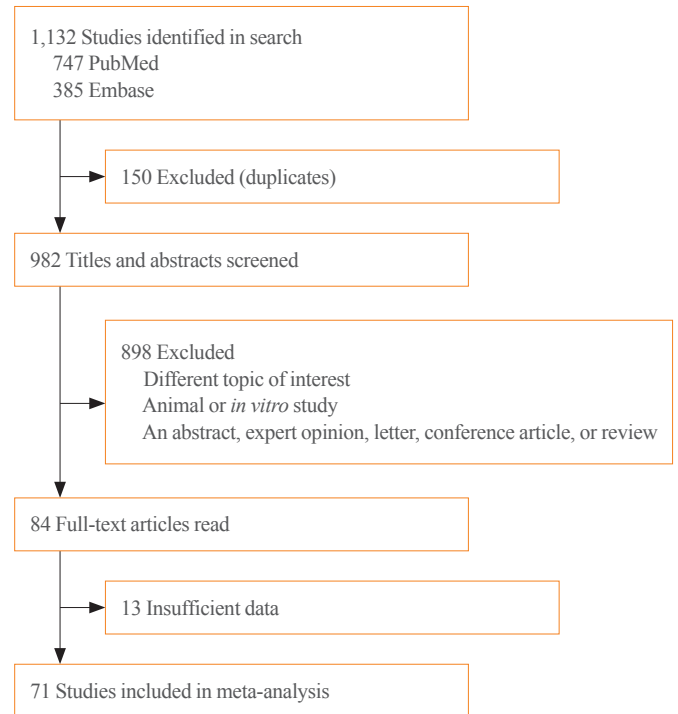 1,132 Studies identified in search
747 PubMed
385 Embase
150 Excluded (duplicates)
982 Titles and abstracts screened
898 Excluded
Different topic of interest
Animal or in vitro study
An abstract, expert opinion, letter, conference article, or review
84 Full-text articles read
13 Insufficient data
71 Studies included in meta-analysis